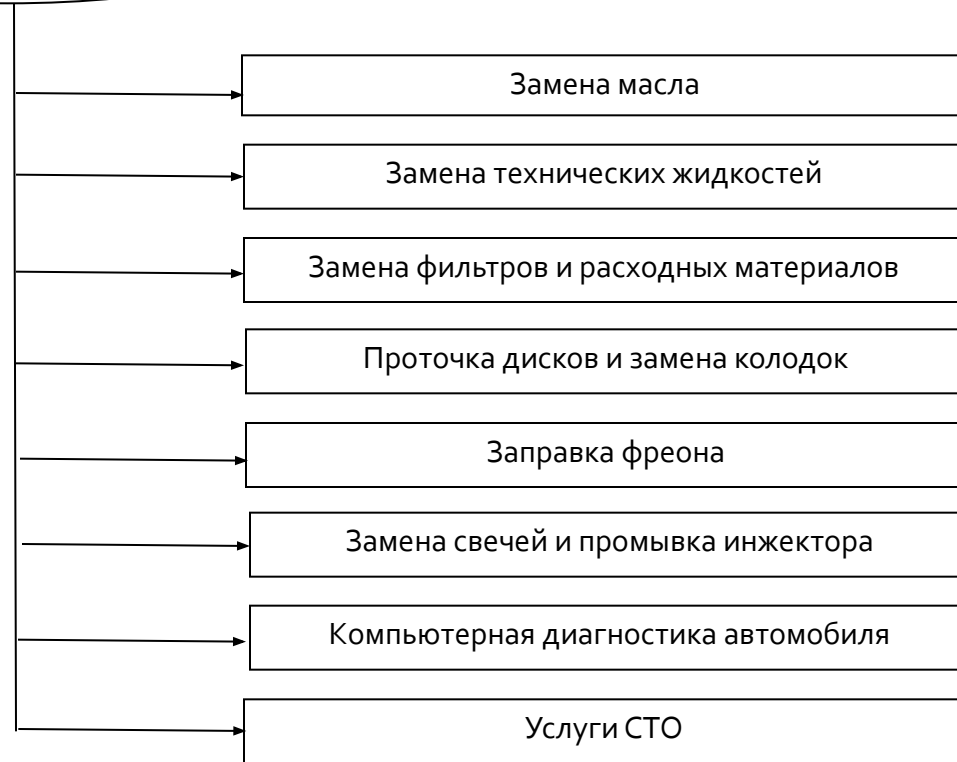 Замена масла
Замена технических жидкостей
Замена фильтров и расходных материалов
Проточка дисков и замена колодок
Заправка фреона
Замена свечей и промывка инжектора
Компьютерная диагностика автомобиля
Услуги СТО